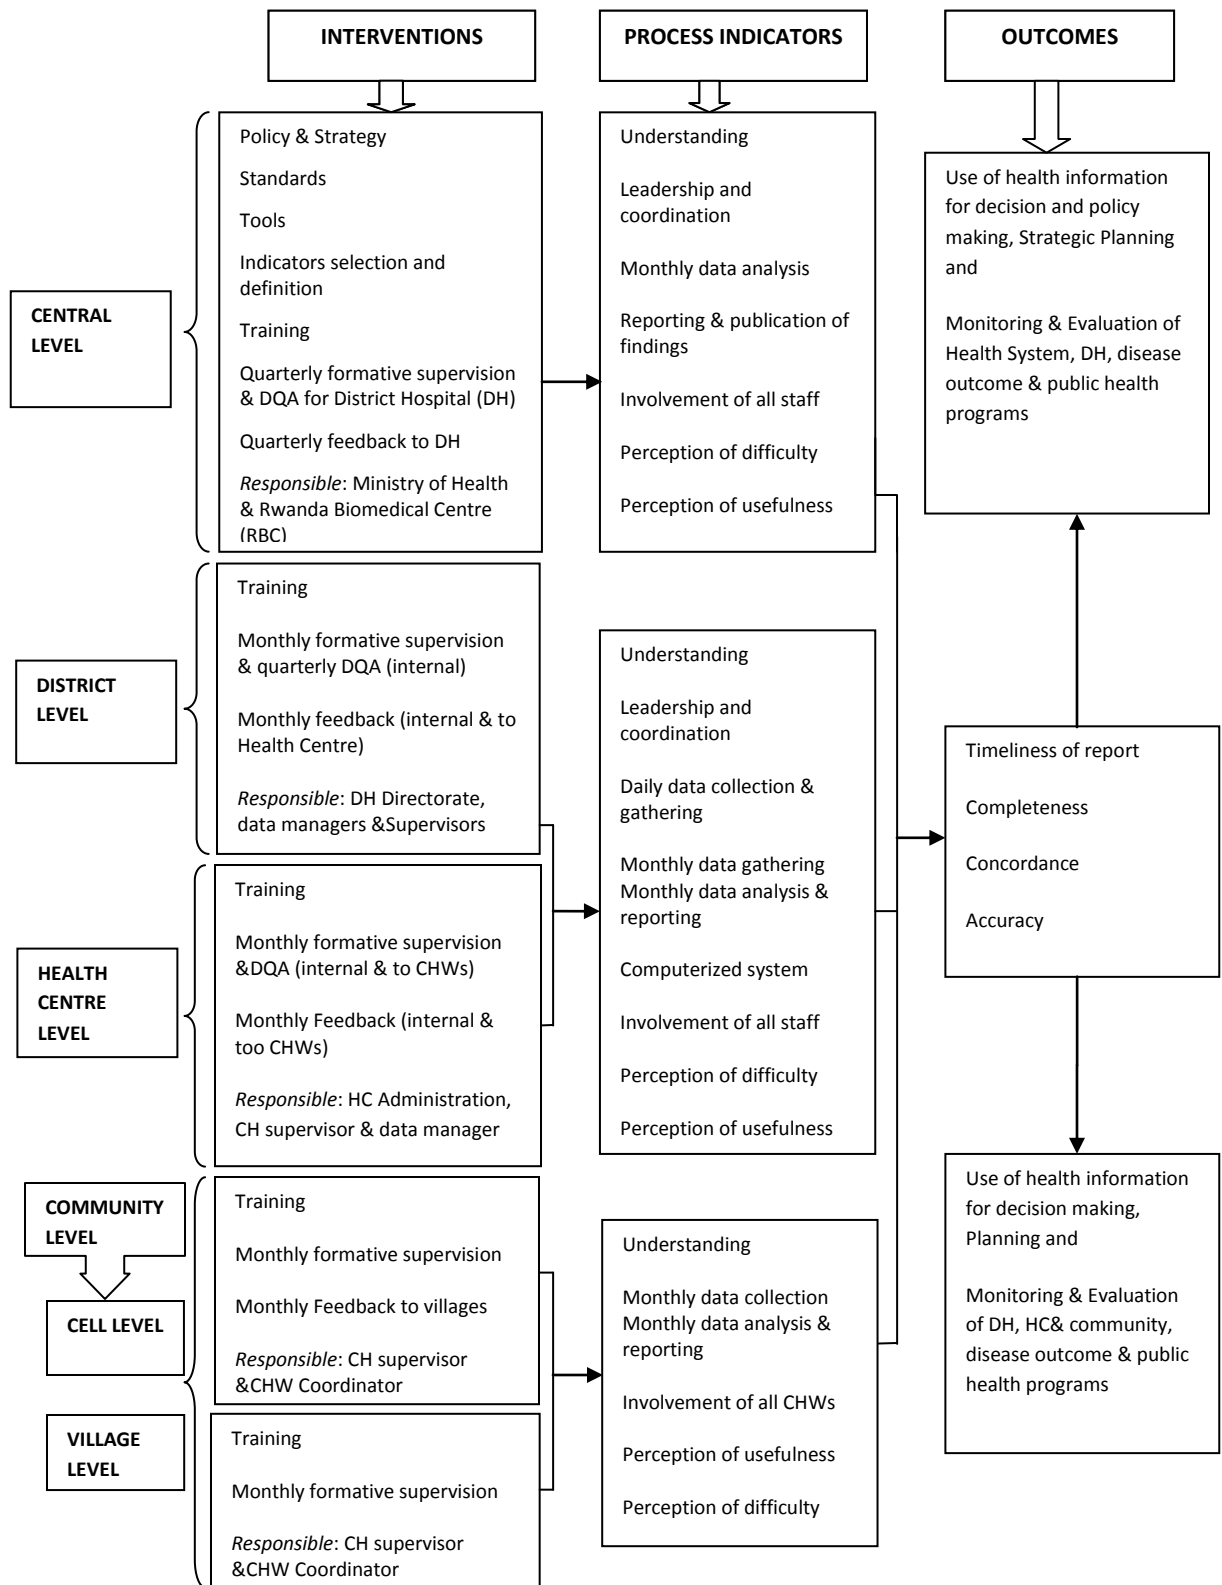 INTERVENTIONS
PROCESS INDICATORS
OUTCOMES
CENTRAL
LEVEL
Policy & Strategy
Standards
Tools
Indicators selection and
definition
Training
Quarterly formative supervision
& DQA for District Hospital (DH)
Quarterly feedback to DH
Responsible: Ministry of Health
& Rwanda Biomedical Centre
(RBC)
Understanding
Leadership and
coordination
Monthly data analysis
Reporting & publication of
findings
Involvement of all staff
Perception of difficulty
Perception of usefulness
Use of health information
for decision and policy
making, Strategic Planning
and
Monitoring & Evaluation of
Health System, DH, disease
outcome & public health
programs
DISTRICT
LEVEL
Training
Monthly formative supervision
& quarterly DQA (internal)
Monthly feedback (internal & to
Health Centre)
Responsible: DH Directorate,
data managers &Supervisors
HEALTH
CENTRE
LEVEL
Training
Monthly formative supervision
&DQA (internal & to CHWs)
Monthly Feedback (internal &
too CHWs)
Responsible: HC Administration,
CH supervisor & data manager
Understanding
Leadership and
coordination
Daily data collection &
gathering
Monthly data gathering
Monthly data analysis &
reporting
Computerized system
Involvement of all staff
Perception of difficulty
Perception of usefulness
Timeliness of report
Completeness
Concordance
Accuracy
COMMUNITY
LEVEL
CELL LEVEL
VILLAGE
LEVEL
Training
Monthly formative supervision
Monthly Feedback to villages
Responsible: CH supervisor
&CHW Coordinator
Training
Monthly formative supervision
Responsible: CH supervisor
&CHW Coordinator
Understanding
Monthly data collection
Monthly data analysis &
reporting
Involvement of all CHWs
Perception of usefulness
Perception of difficulty
Use of health information
for decision making,
Planning and
Monitoring & Evaluation
of DH, HC& community,
disease outcome & public
health programs